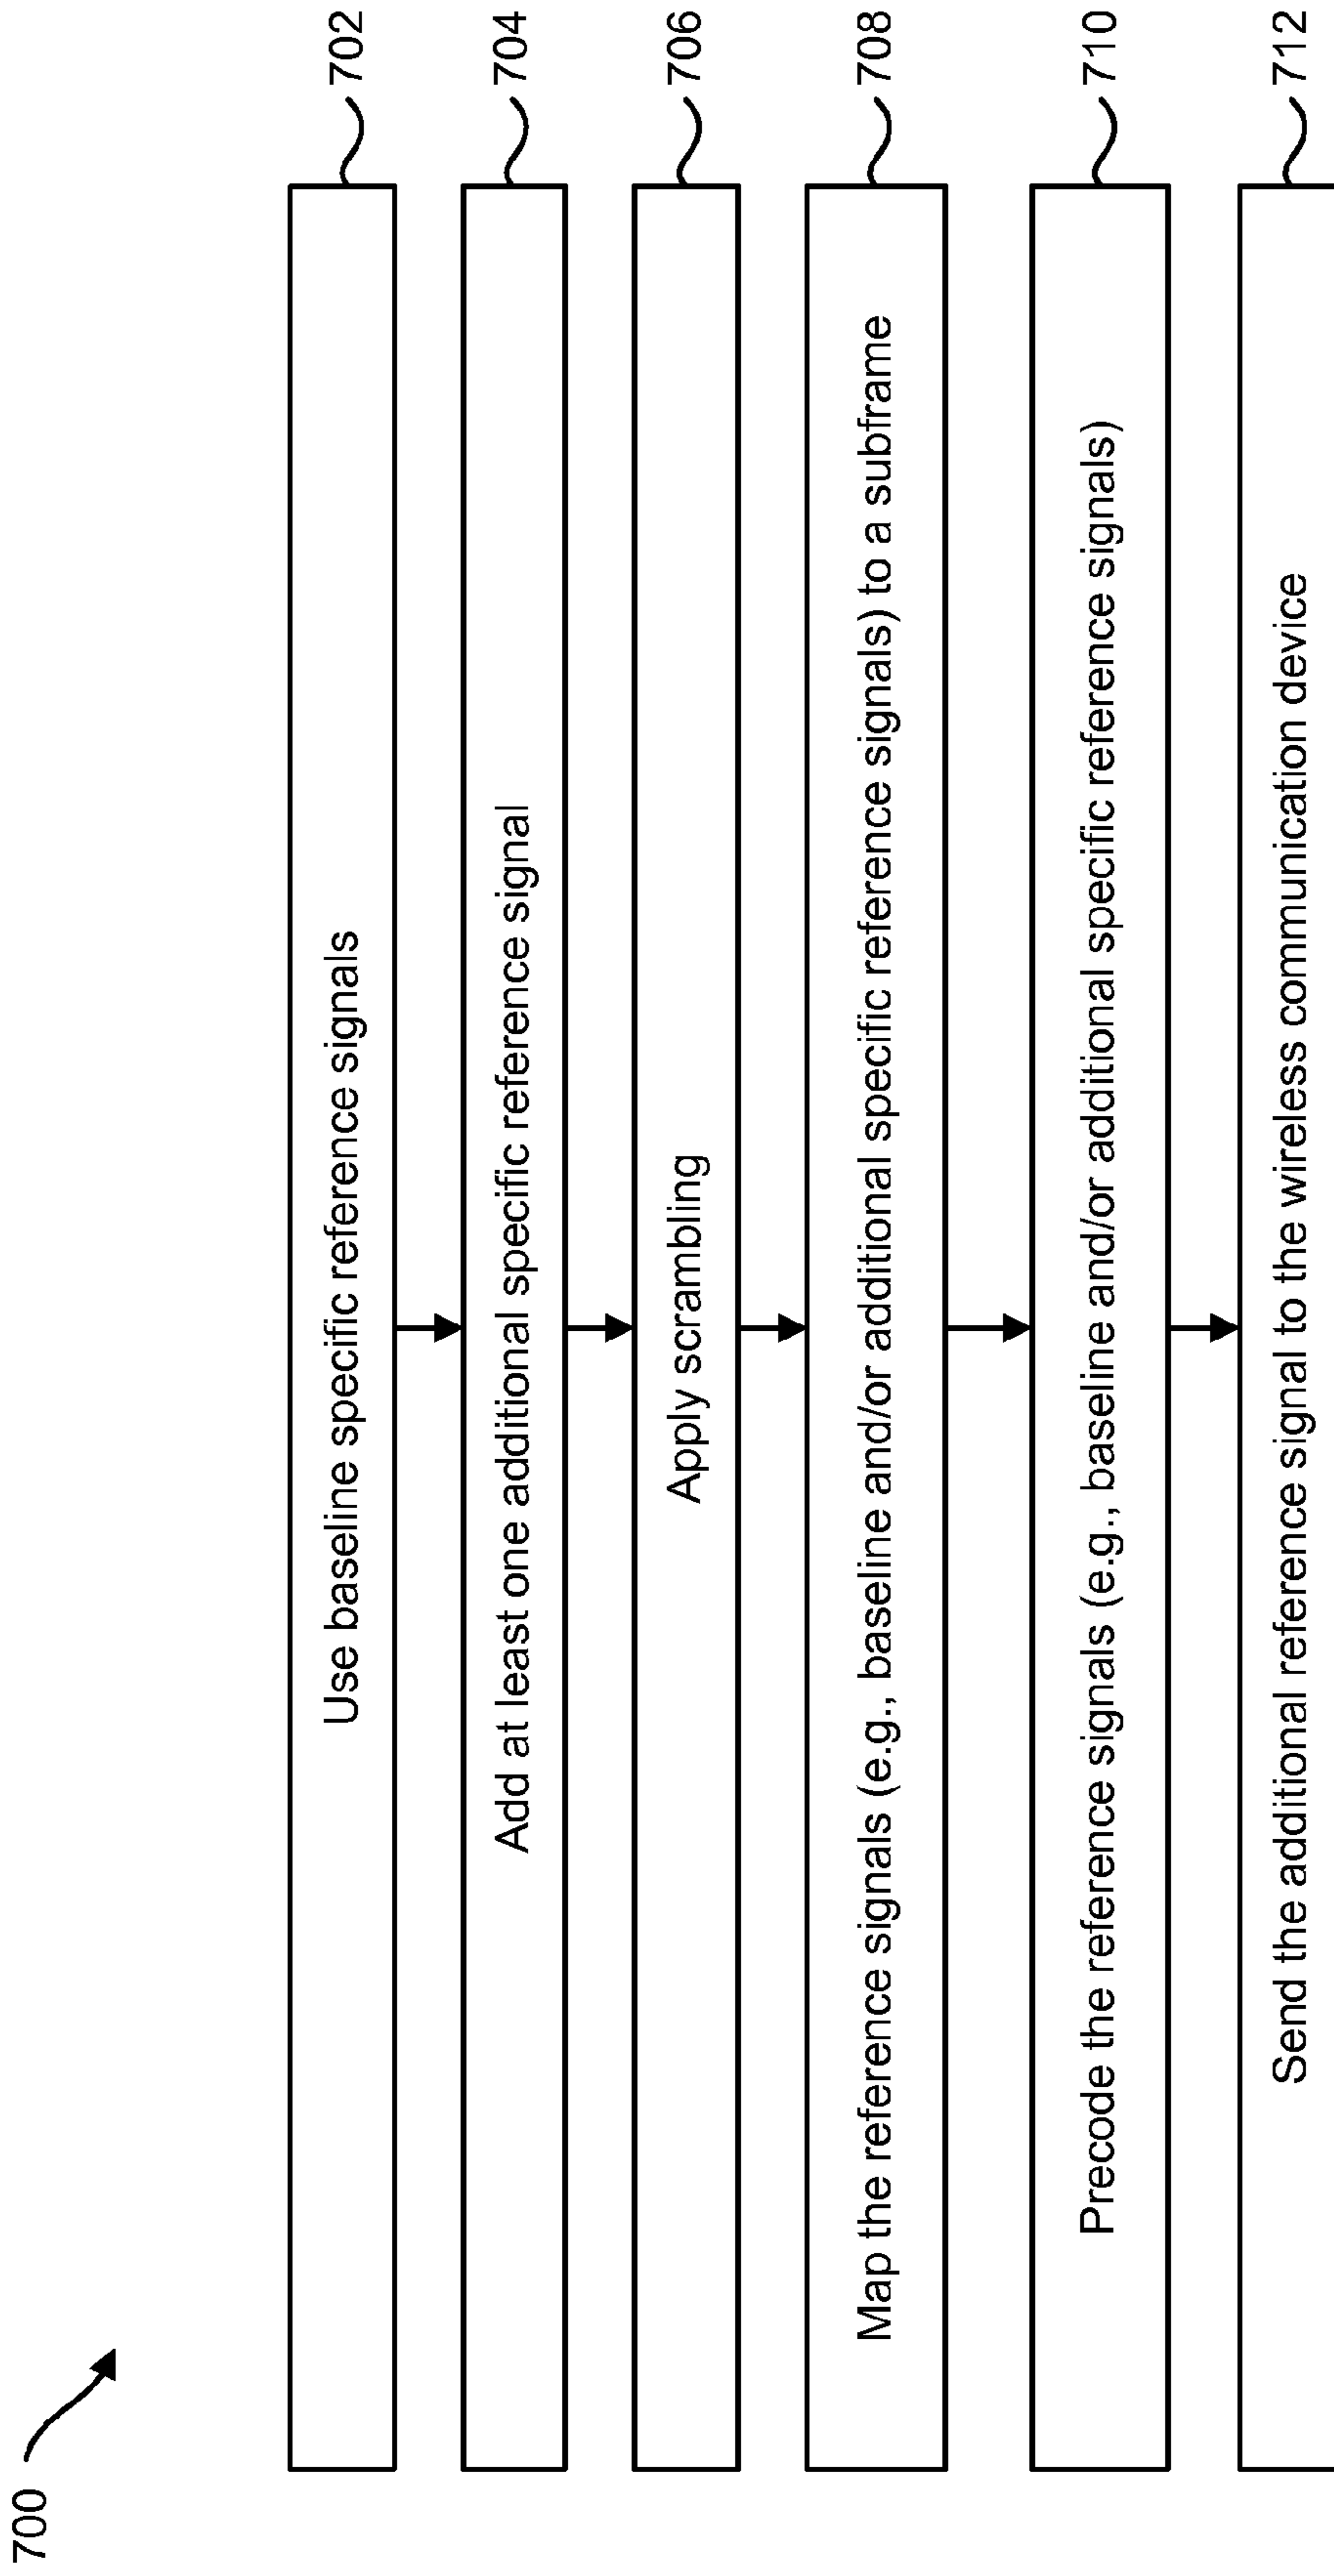 700
Use baseline specific reference signals
702
Add at least one additional specific reference signal
704
Apply scrambling
706
Map the reference signals (e.g., baseline and/or additional specific reference signals) to a subframe
708
Precode the reference signals (e.g., baseline and/or additional specific reference signals)
710
Send the additional reference signal to the wireless communication device
712